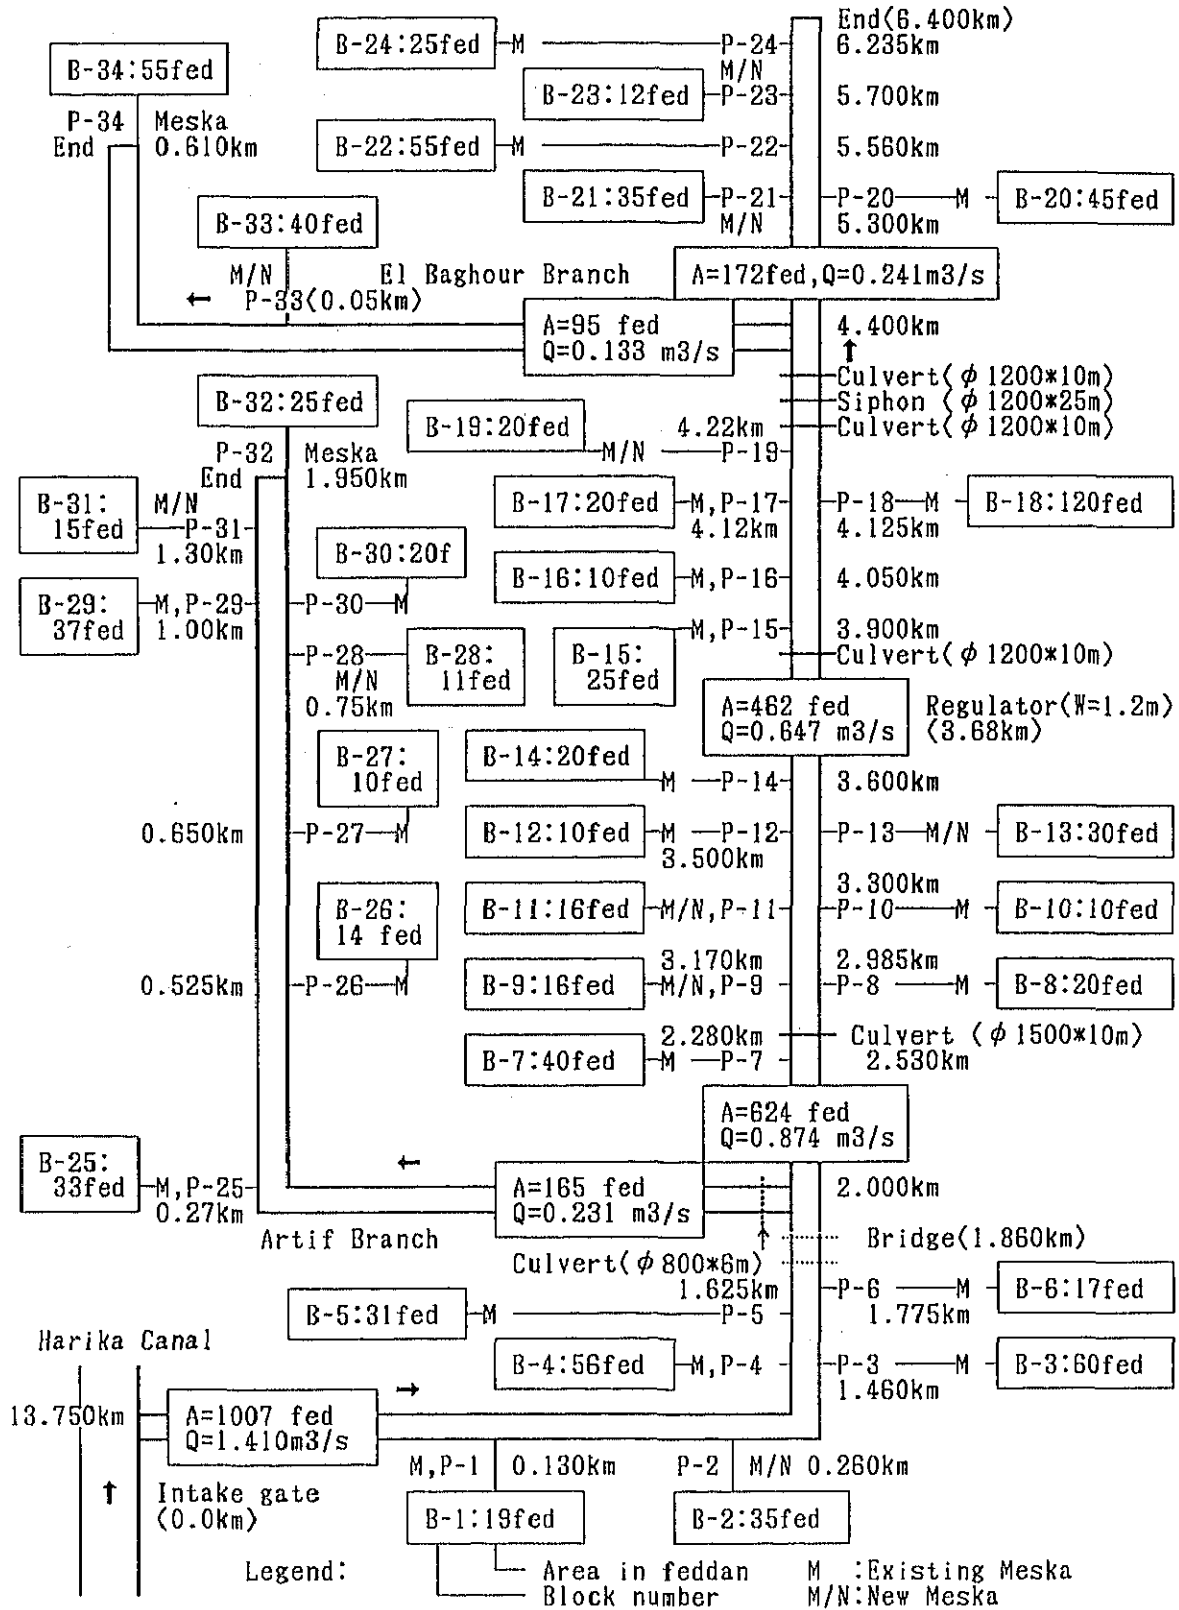 End(6.400km)
B-24:25fed M P-24 6.235km
B-34:55fed
M/N
B-23:12fed P-23 5.700km
P-34 Meska
End 0.610km
B-22:55fed M P-22 5.560km
B-21:35fed P-21 P-20 M B-20:45fed
M/N 5.300km
B-33:40fed
M/N El Baghour Branch A=172fed,Q=0.241m3/s
← P-33(0.05km)
A=95 fed 4.400km
Q=0.133 m3/s ↑
Culvert(φ1200*10m)
B-32:25fed Siphon (φ1200*25m)
B-19:20fed 4.22km Culvert(φ1200*10m)
P-32 Meska M/N P-19
End 1.950km
B-31: M/N B-17:20fed M,P-17 P-18 M B-18:120fed
15fed P-31 4.12km 4.125km
1.30km B-30:20f
B-16:10fed M,P-16 4.050km
B-29: M,P-29 P-30 M
37fed 1.00km M,P-15 3.900km
P-28 B-28: B-15: Culvert(φ1200*10m)
M/N 11fed 25fed
0.75km A=462 fed Regulator(W=1.2m)
Q=0.647 m3/s (3.68km)
B-27: B-14:20fed
10fed M P-14 3.600km
0.650km P-27 M B-12:10fed M P-12 P-13 M/N B-13:30fed
3.500km
3.300km
B-26: B-11:16fed M/N,P-11 P-10 M B-10:10fed
14 fed
3.170km 2.985km
0.525km P-26 M B-9:16fed M/N,P-9 P-8 M B-8:20fed
2.280km Culvert (φ1500*10m)
B-7:40fed M P-7 2.530km
A=624 fed
Q=0.874 m3/s
B-25: ←
33fed M,P-25 A=165 fed 2.000km
0.27km Q=0.231 m3/s
Artif Branch Bridge(1.860km)
Culvert(φ800*6m)
1.625km P-6 M B-6:17fed
B-5:31fed M P-5 1.775km
Harika Canal
B-4:56fed M,P-4 P-3 M B-3:60fed
→ 1.460km
13.750km A=1007 fed
Q=1.410m3/s
M,P-1 0.130km P-2 M/N 0.260km
↑ Intake gate
(0.0km) B-1:19fed B-2:35fed
Legend: Area in feddan M :Existing Meska
Block number M/N:New Meska